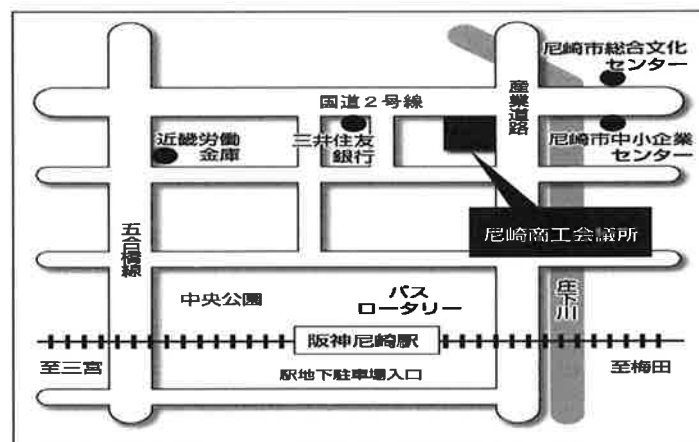 尼崎市総合文化
センター
産業道路
国道2号線
近畿労働
金庫
三井住友
銀行
尼崎市中小企業
センター
尼崎商工会議所
五合橋線
中央公園
バス
ロータリー
庄下川
阪神尼崎駅
至三宮
至梅田
駅地下駐車場入口